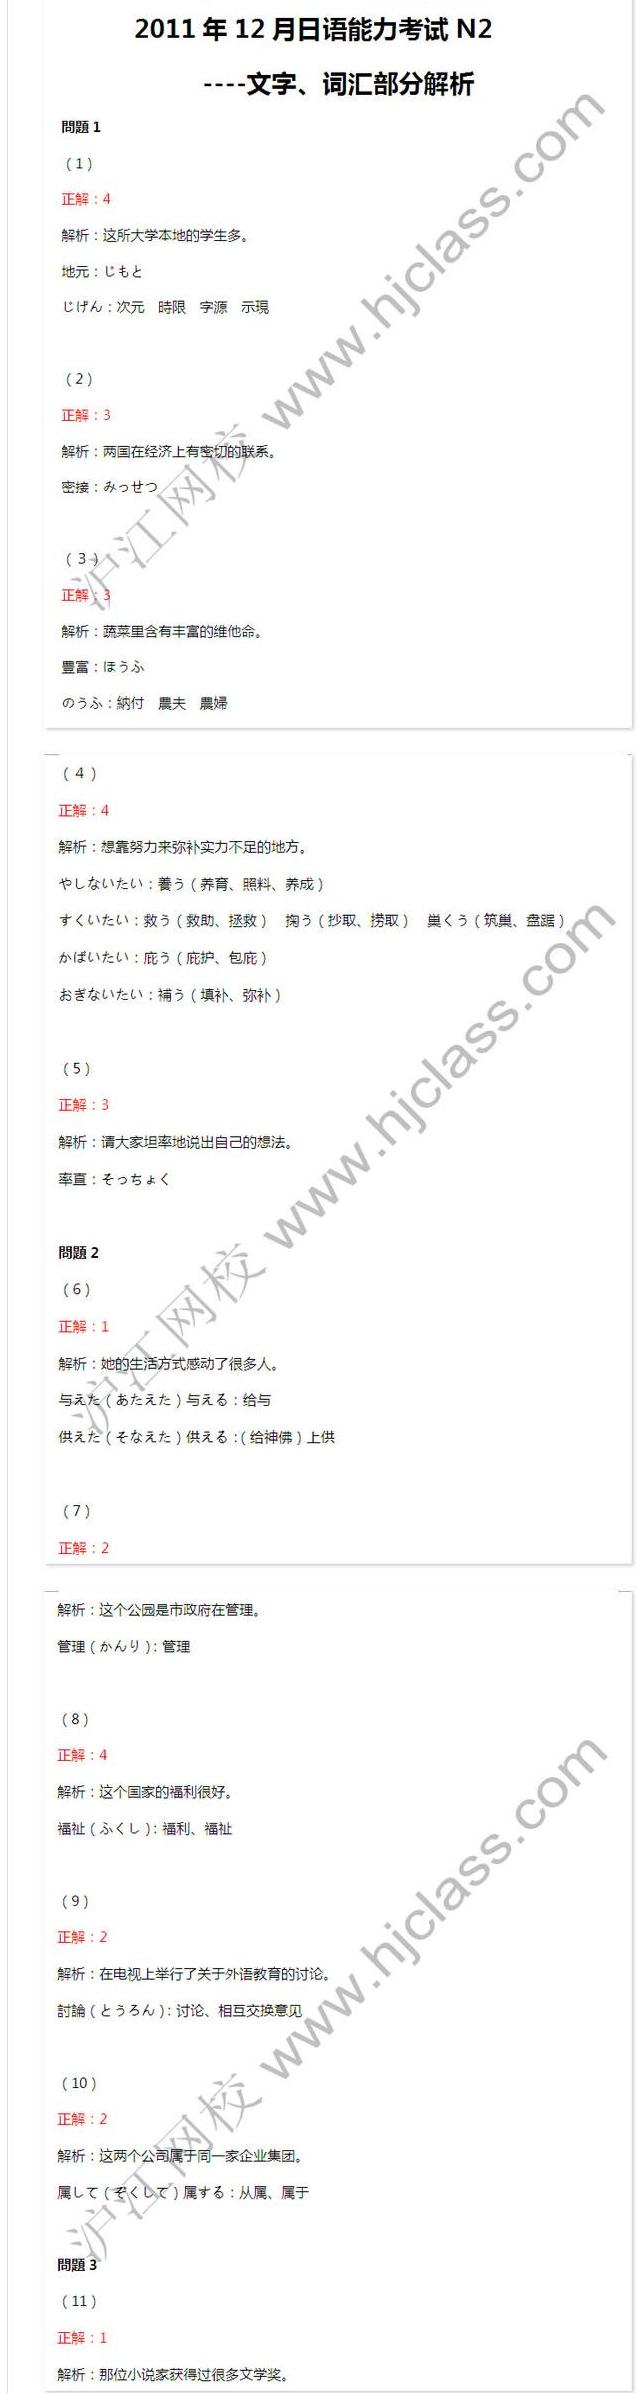 2011 年 12 月日语能力考试 N2
----文字、词汇部分解析
問題 1
（1）
正解：4
解析：这所大学本地的学生多。
地元：じもと
じげん：次元　時限　字源　示現
（2）
正解：3
解析：两国在经济上有密切的联系。
密接：みっせつ
（3）
正解：3
解析：蔬菜里含有丰富的维他命。
豊富：ほうふ
のうふ：納付　農夫　農婦
沪江网校 www.hjclass.com
（4）
正解：4
解析：想靠努力来弥补实力不足的地方。
やしないたい：養う（养育、照料、养成）
すくいたい：救う（救助、拯救）　掬う（抄取、捞取）　巣くう（筑巢、盘踞）
かばいたい：庇う（庇护、包庇）
おぎないたい：補う（填补、弥补）
（5）
正解：3
解析：请大家坦率地说出自己的想法。
率直：そっちょく
問題 2
（6）
正解：1
解析：她的生活方式感动了很多人。
与えた（あたえた）与える：给与
供えた（そなえた）供える：（给神佛）上供
（7）
正解：2
沪江网校 www.hjclass.com
解析：这个公园是市政府在管理。
管理（かんり）：管理
（8）
正解：4
解析：这个国家的福利很好。
福祉（ふくし）：福利、福祉
（9）
正解：2
解析：在电视上举行了关于外语教育的讨论。
討論（とうろん）：讨论、相互交换意见
（10）
正解：2
解析：这两个公司属于同一家企业集团。
属して（ぞくして）属する：从属、属于
問題 3
（11）
正解：1
解析：那位小说家获得过很多文学奖。
沪江网校 www.hjclass.com